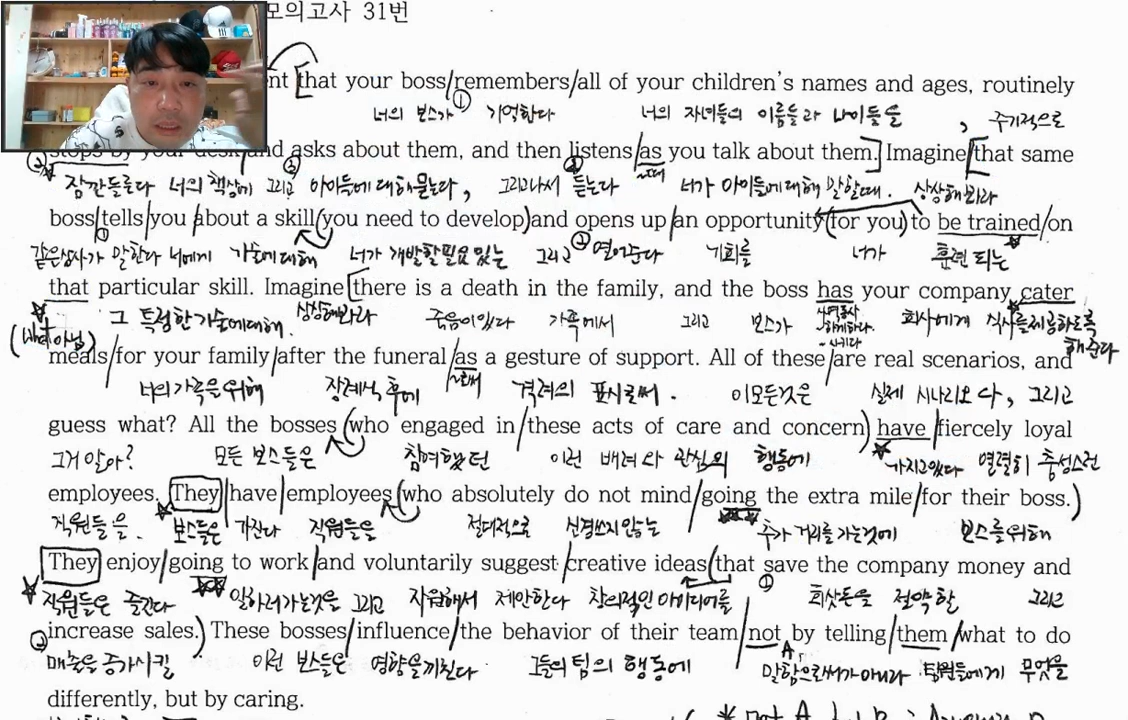 모의고사 31번
that your boss/remembers/all of your children's names and ages, routinely
너의 보스가 ① 기억한다 너의 자녀들의 이름들과 나이들을 , 주기적으로
stops by your desk/and asks about them, and then listens/as you talk about them.] Imagine[that same
잠깐들른다 너의 책상에 그리고 아이들에 대해 묻는다, 그리고나서 듣는다 ~때 너가 아이들에 대해 말할때. 상상해봐라
boss/tells/you/about a skill(you need to develop)and opens up/an opportunity(for you)to be trained/on
같은상사가 말한다 너에게 기술에대해 너가 개발할필요있는 그리고 ② 열어준다 기회를 너가 훈련되는
that particular skill. Imagine[there is a death in the family, and the boss has your company cater
그 특정한기술에대해. 상상해봐라 죽음이있다 가족에서 그리고 보스가 사역동사 회사에게 식사를제공하도록
해준다
meals/for your family/after the funeral/as a gesture of support. All of these/are real scenarios, and
너의가족을위해 장례식 후에 ~로써 격려의 표시로써. 이모든것은 실제 시나리오다, 그리고
guess what? All the bosses (who engaged in/these acts of care and concern) have/fiercely loyal
그거알아? 모든 보스들은 참여했던 이런 배려와 관심의 행동에 가지고있다 열렬히 충성스런
employees. They/have/employees(who absolutely do not mind/going the extra mile/for their boss.)
직원들을. 보스들은 가진다 직원들을 절대적으로 신경쓰지않는 추가 거리를가는것에 보스를위해
They enjoy/going to work/and voluntarily suggest/creative ideas(that save the company money and
직원들은 즐긴다 일하러가는것을 그리고 자원해서 제안한다 창의적인 아이디어를 ① 회삿돈을 절약할 그리고
increase sales.) These bosses/influence/the behavior of their team/not by telling/them/what to do
② 매출을증가시킬 이런 보스들은 영향을끼친다 그들의팀의 행동에 A 말함으로써가아니라 팀원들에게 무엇을
differently, but by caring.